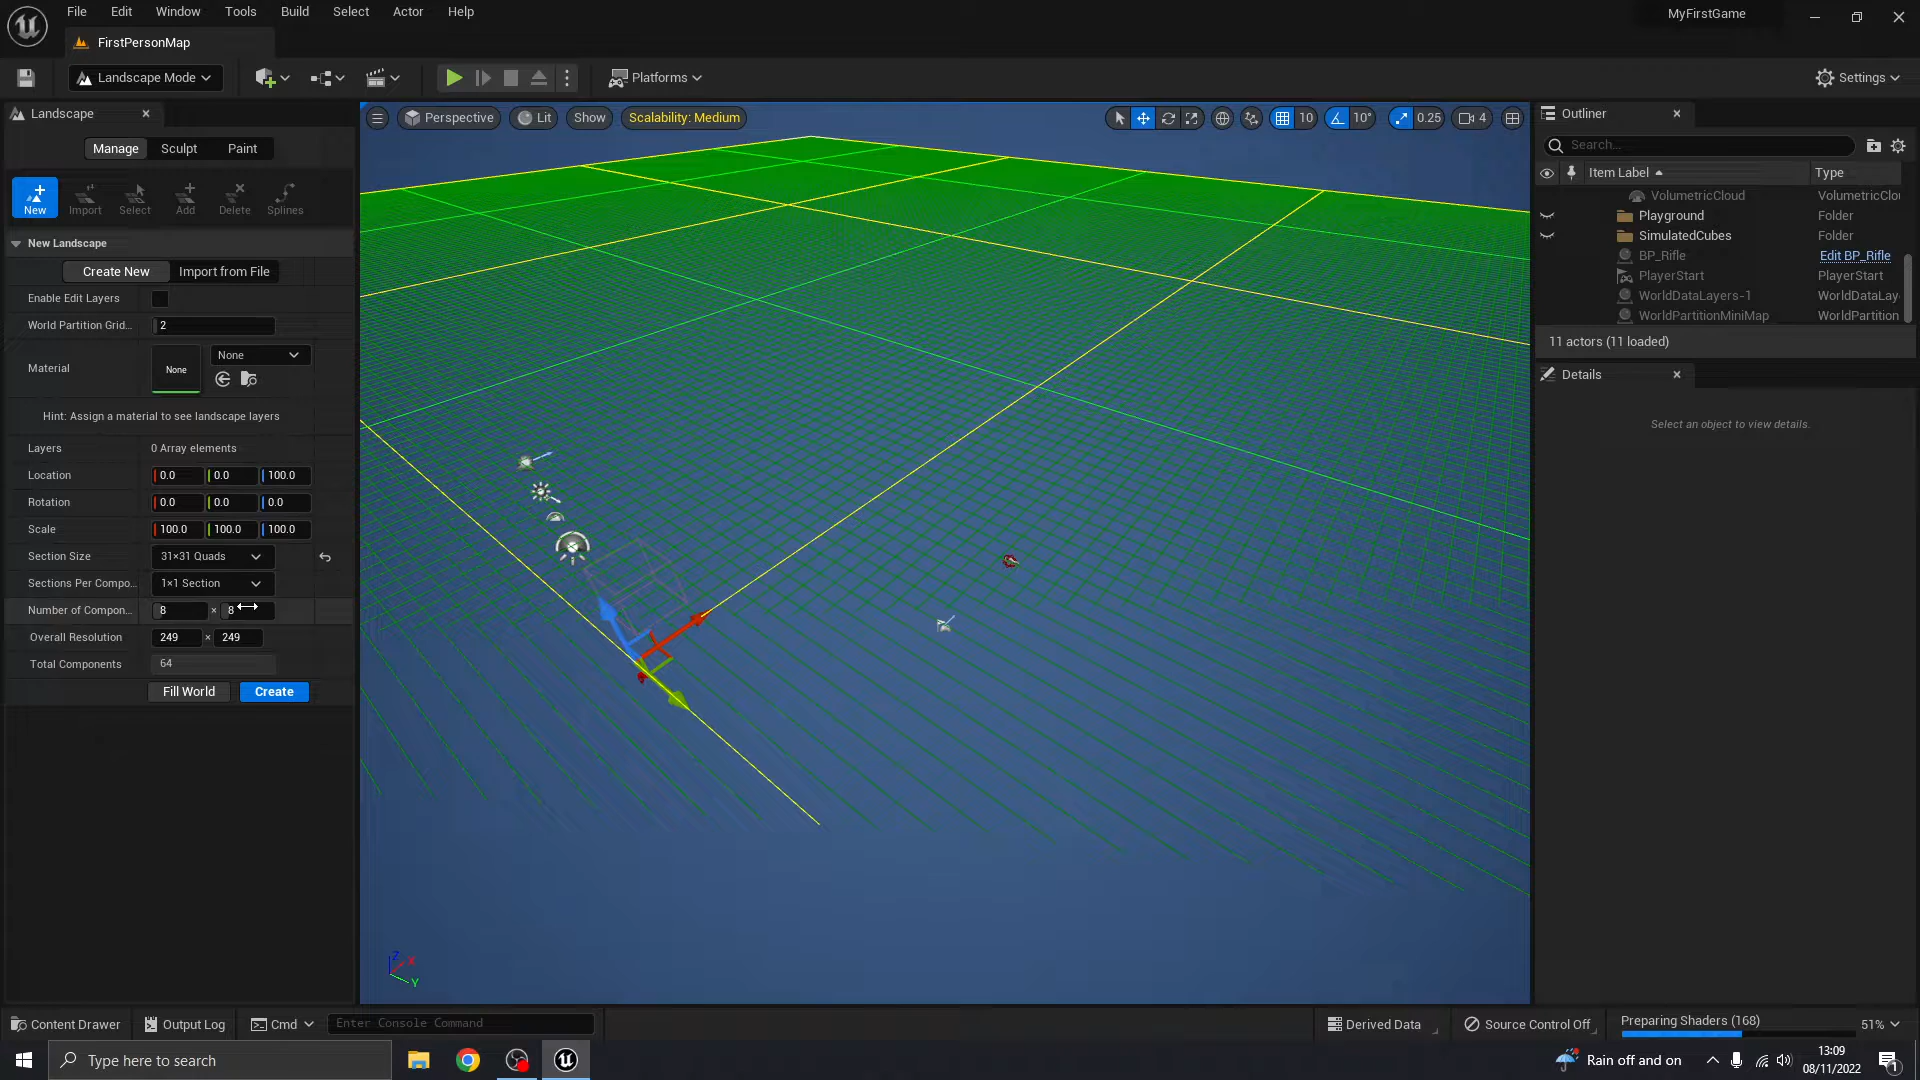 File Edit Window Tools Build Select Actor Help
MyFirstGame
FirstPersonMap
Landscape Mode
Platforms
Settings
Landscape
Perspective Lit Show Scalability: Medium
10 10° 0.25 4
Outliner
Manage Sculpt Paint
Search...
Item Label Type
New Import Select Add Delete Splines
VolumetricCloud VolumetricClo
Playground Folder
SimulatedCubes Folder
BP_Rifle Edit BP_Rifle
PlayerStart PlayerStart
WorldDataLayers-1 WorldDataLay
WorldPartitionMiniMap WorldPartition
11 actors (11 loaded)
Details
Select an object to view details.
New Landscape
Create New Import from File
Enable Edit Layers
World Partition Grid... 2
Material None None
Hint: Assign a material to see landscape layers
Layers 0 Array elements
Location 0.0 0.0 100.0
Rotation 0.0 0.0 0.0
Scale 100.0 100.0 100.0
Section Size 31×31 Quads
Sections Per Compo... 1×1 Section
Number of Compon... 8 × 8
Overall Resolution 249 × 249
Total Components 64
Fill World Create
Z X
Y
Content Drawer Output Log Cmd Enter Console Command
Derived Data Source Control Off Preparing Shaders (168) 51%
Type here to search
Rain off and on
13:09
08/11/2022
1